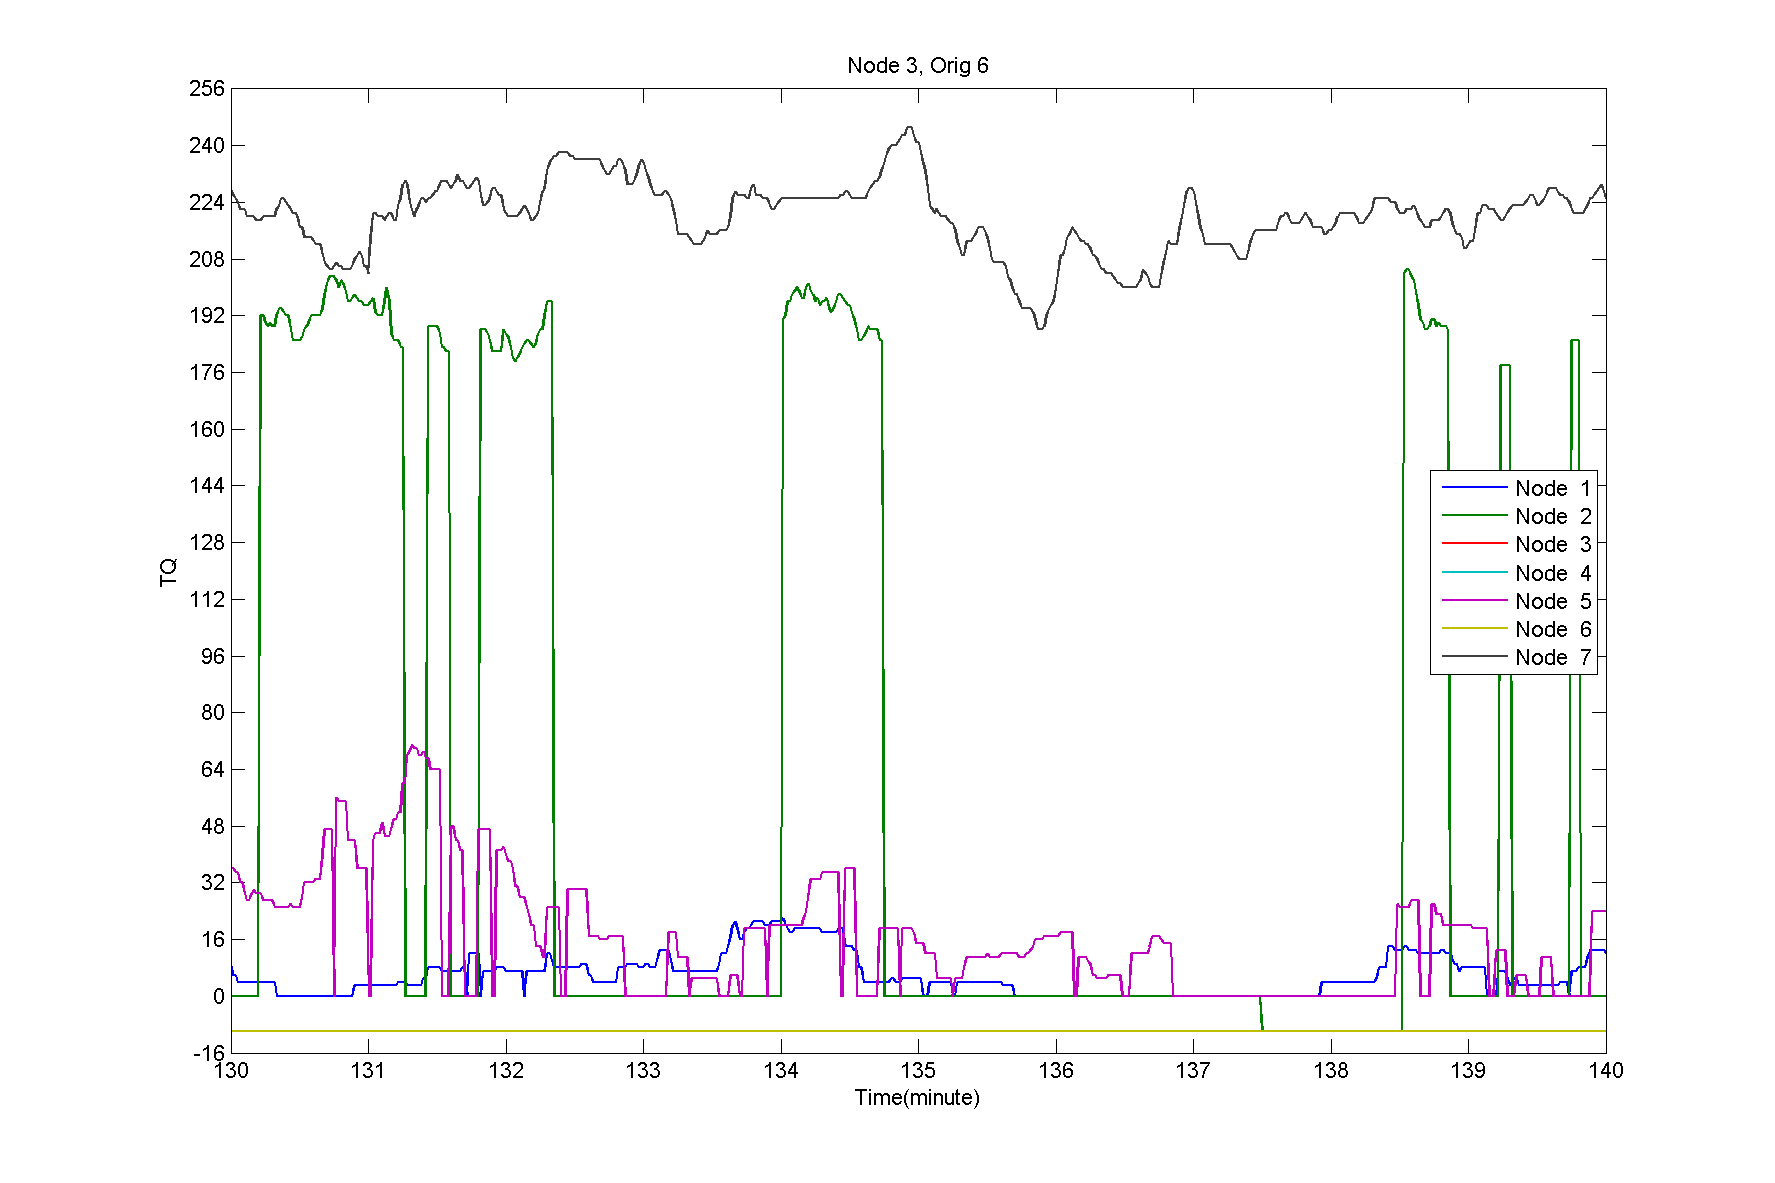 Node 3, Orig 6
256
240
224
208
192
176
160
144
128
112
96
80
64
48
32
16
0
-16
TQ
Node 1
Node 2
Node 3
Node 4
Node 5
Node 6
Node 7
130 131 132 133 134 135 136 137 138 139 140
Time(minute)